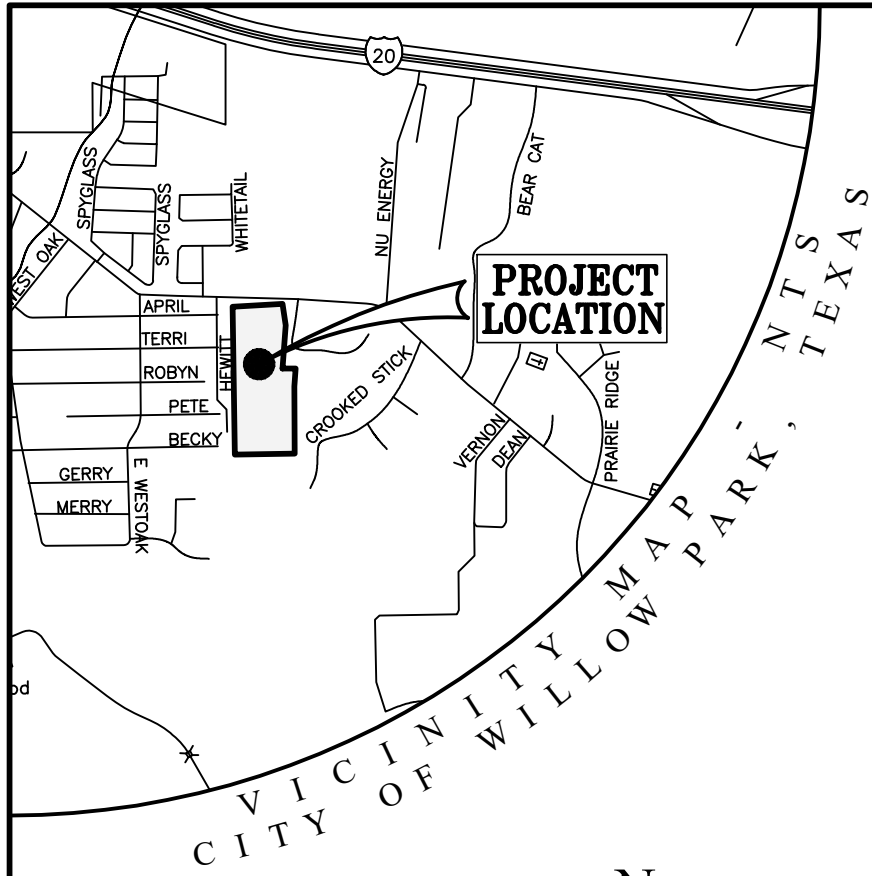 20
SPYGLASS
SPYGLASS
WHITETAIL
NU ENERGY
BEAR CAT
EST OAK
PROJECT
LOCATION
APRIL
TERRI
HEWITT
ROBYN
PETE
BECKY
CROOKED STICK
PRAIRIE RIDGE
VERNON
DEAN
GERRY
MERRY
E WESTOAK
od
VICINITY MAP - NTS
CITY OF WILLOW PARK, TEXAS
N